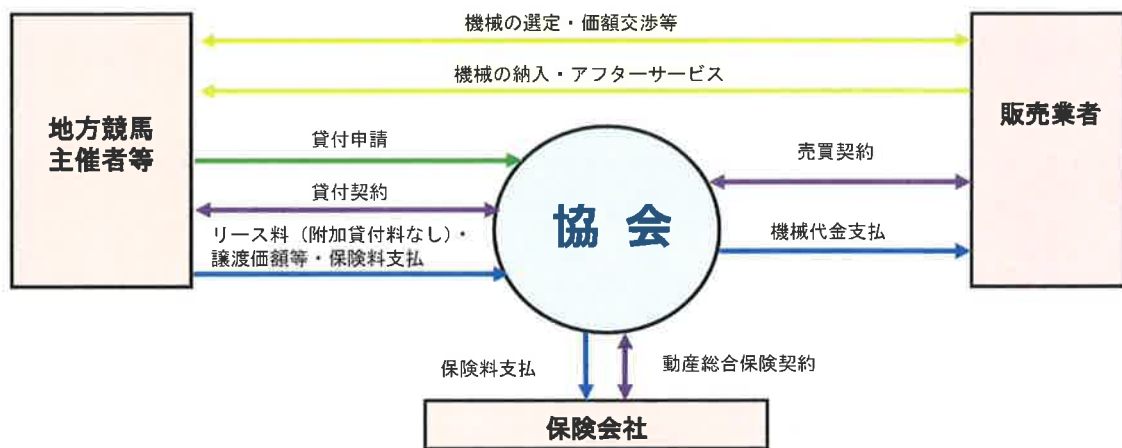 機械の選定・価額交渉等
機械の納入・アフターサービス
地方競馬
主催者等
販売業者
貸付申請
売買契約
貸付契約
協 会
リース料（附加貸付料なし）・
譲渡価額等・保険料支払
機械代金支払
保険料支払
動産総合保険契約
保険会社